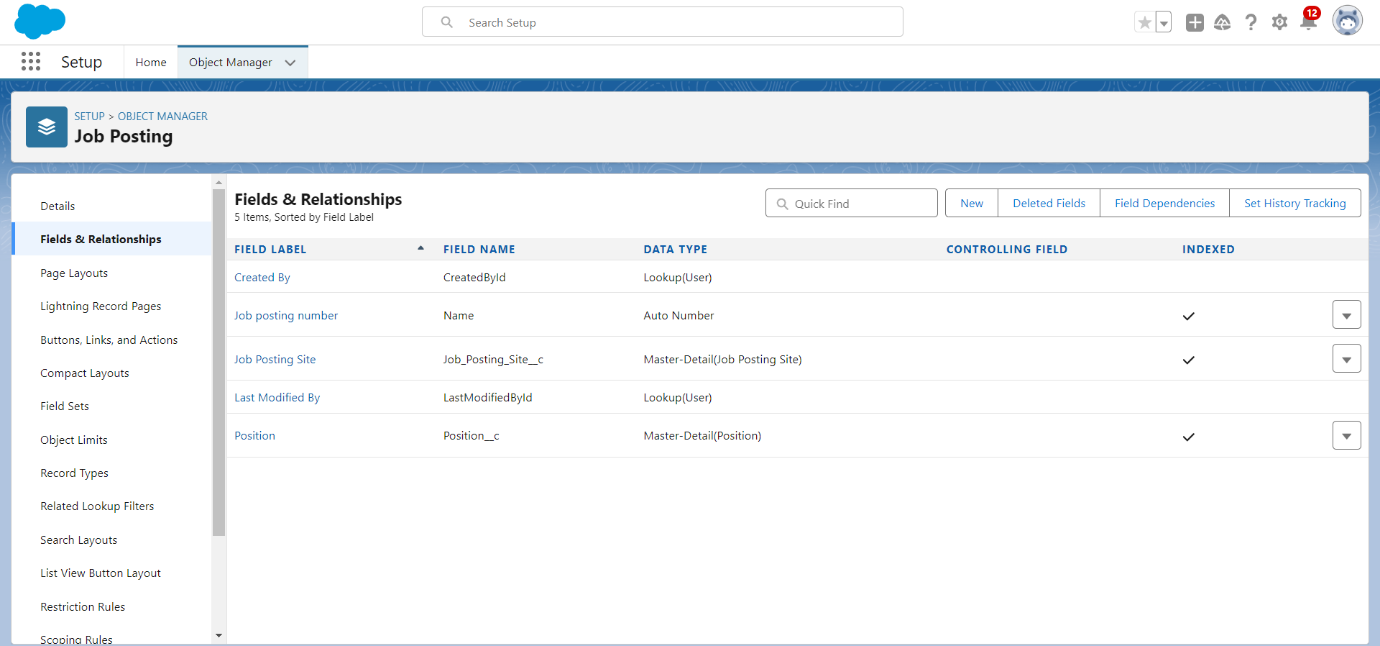 Search Setup
12
Setup
Home
Object Manager
SETUP > OBJECT MANAGER
Job Posting
Details
Fields & Relationships
Page Layouts
Lightning Record Pages
Buttons, Links, and Actions
Compact Layouts
Field Sets
Object Limits
Record Types
Related Lookup Filters
Search Layouts
List View Button Layout
Restriction Rules
Scoping Rules
Fields & Relationships
5 Items, Sorted by Field Label
Quick Find
New
Deleted Fields
Field Dependencies
Set History Tracking
FIELD LABEL FIELD NAME DATA TYPE CONTROLLING FIELD INDEXED
Created By CreatedById Lookup(User)
Job posting number Name Auto Number
Job Posting Site Job_Posting_Site__c Master-Detail(Job Posting Site)
Last Modified By LastModifiedById Lookup(User)
Position Position__c Master-Detail(Position)